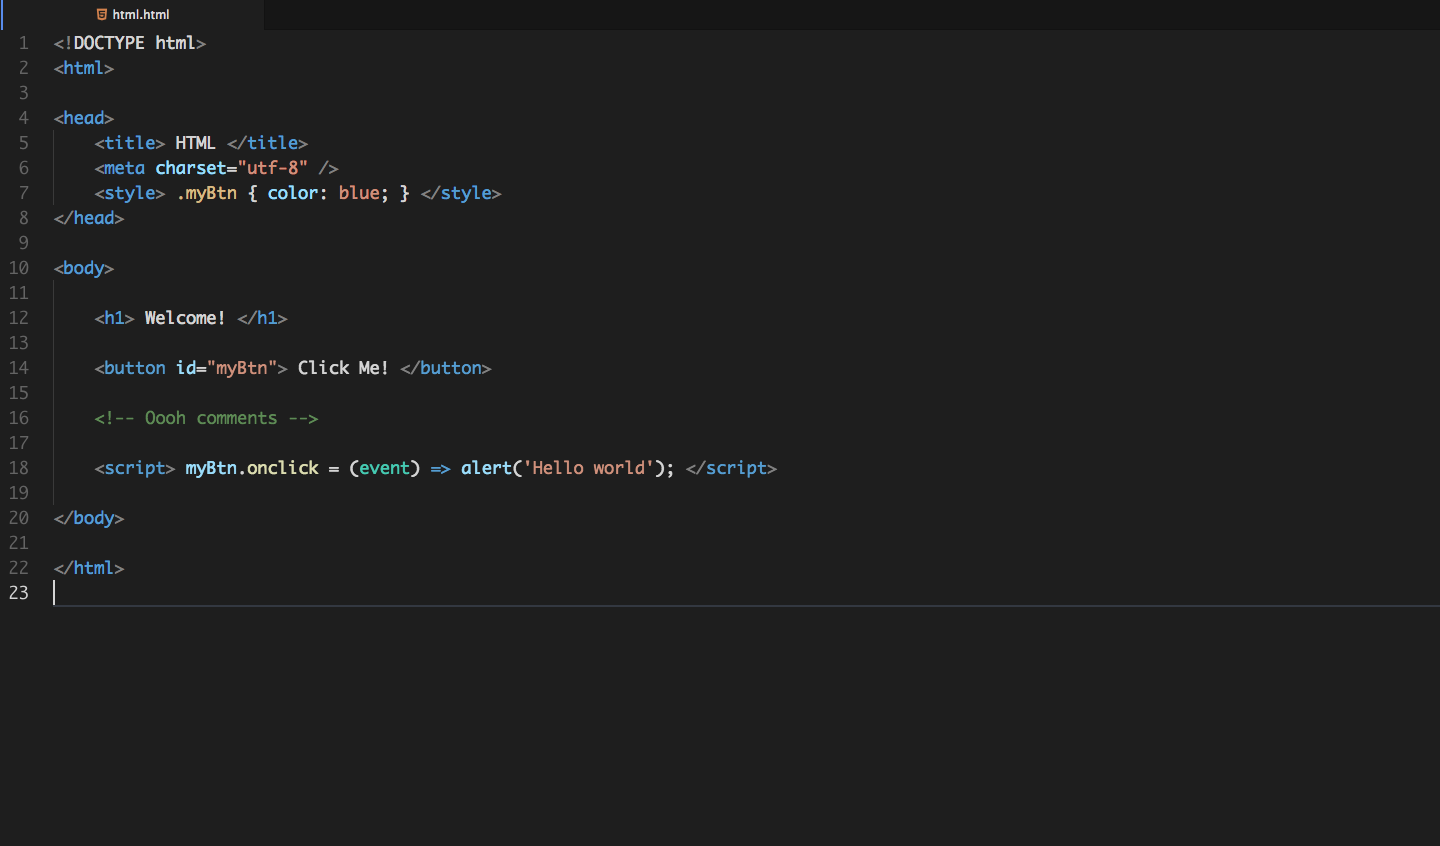 html.html
1 <!DOCTYPE html>
2 <html>
3
4 <head>
5     <title> HTML </title>
6     <meta charset="utf-8" />
7     <style> .myBtn { color: blue; } </style>
8 </head>
9
10 <body>
11
12     <h1> Welcome! </h1>
13
14     <button id="myBtn"> Click Me! </button>
15
16     <!-- Oooh comments -->
17
18     <script> myBtn.onclick = (event) => alert('Hello world'); </script>
19
20 </body>
21
22 </html>
23